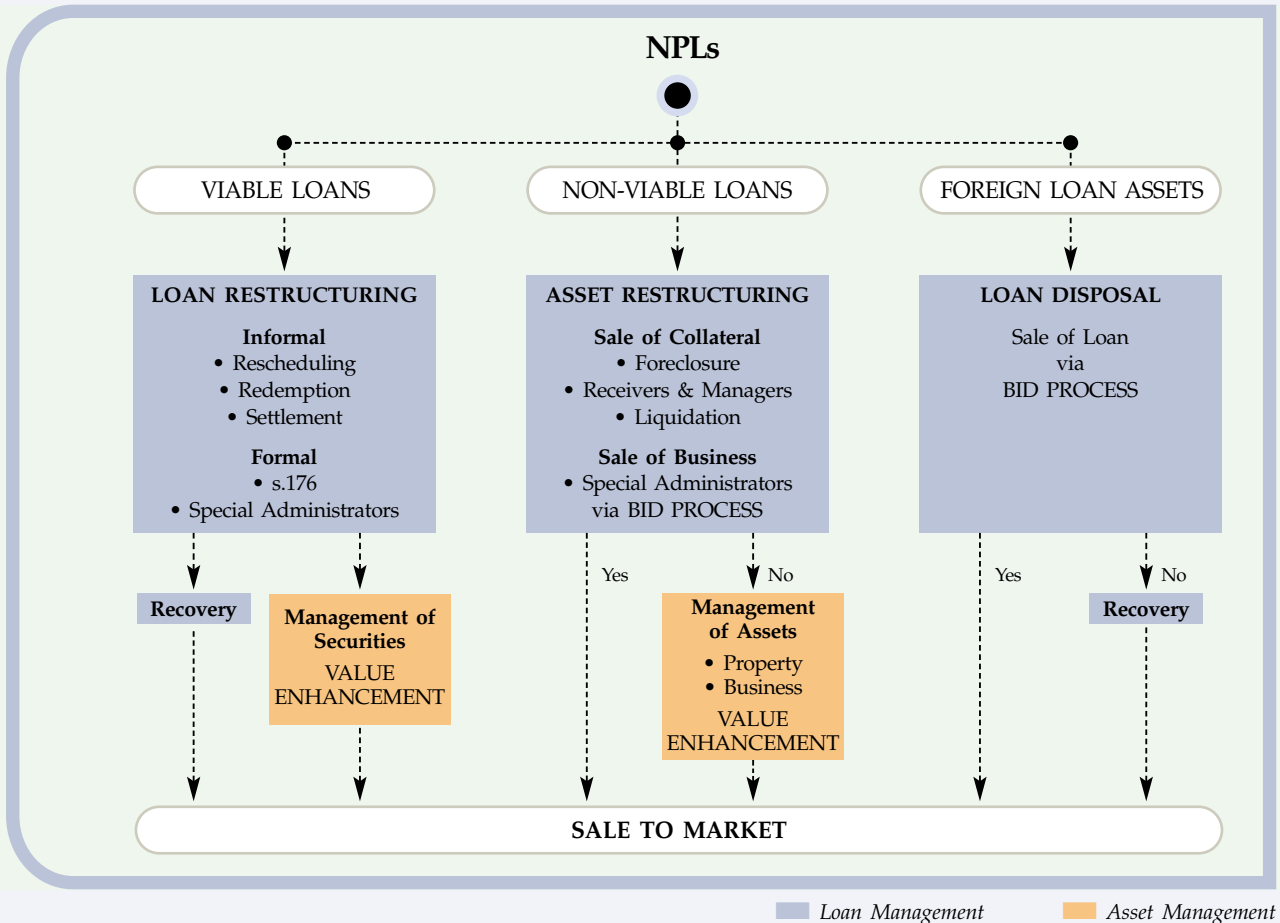 NPLs
VIABLE LOANS
NON-VIABLE LOANS
FOREIGN LOAN ASSETS
LOAN RESTRUCTURING
Informal
• Rescheduling
• Redemption
• Settlement
Formal
• s.176
• Special Administrators
ASSET RESTRUCTURING
Sale of Collateral
• Foreclosure
• Receivers & Managers
• Liquidation
Sale of Business
• Special Administrators
via BID PROCESS
LOAN DISPOSAL
Sale of Loan
via
BID PROCESS
Recovery
Management of
Securities
VALUE
ENHANCEMENT
Yes
No
Management
of Assets
• Property
• Business
VALUE
ENHANCEMENT
Yes
No
Recovery
SALE TO MARKET
Loan Management
Asset Management